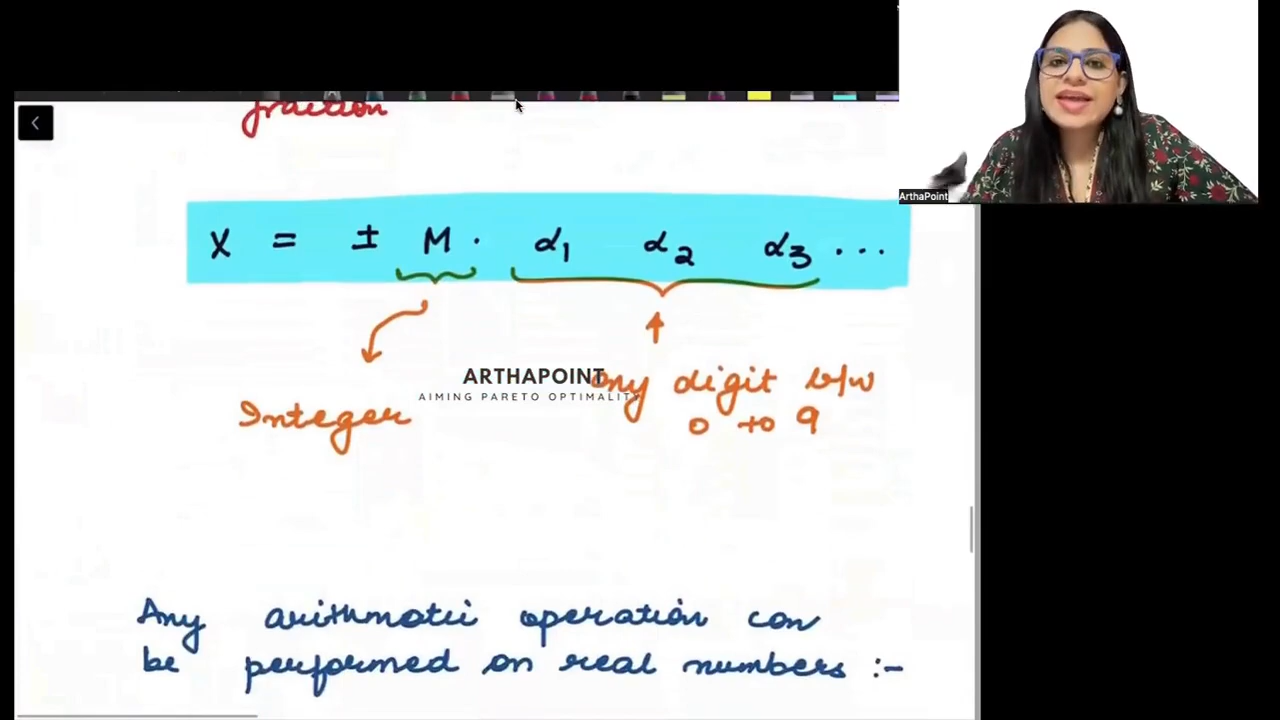 fraction
X = ± M . α1 α2 α3 ...
ArthaPoint
ARTHAPOINT
AIMING PARETO OPTIMALITY
Any digit b/w
0 to 9
Integer
Any arithmatic operation can
be performed on real numbers :-